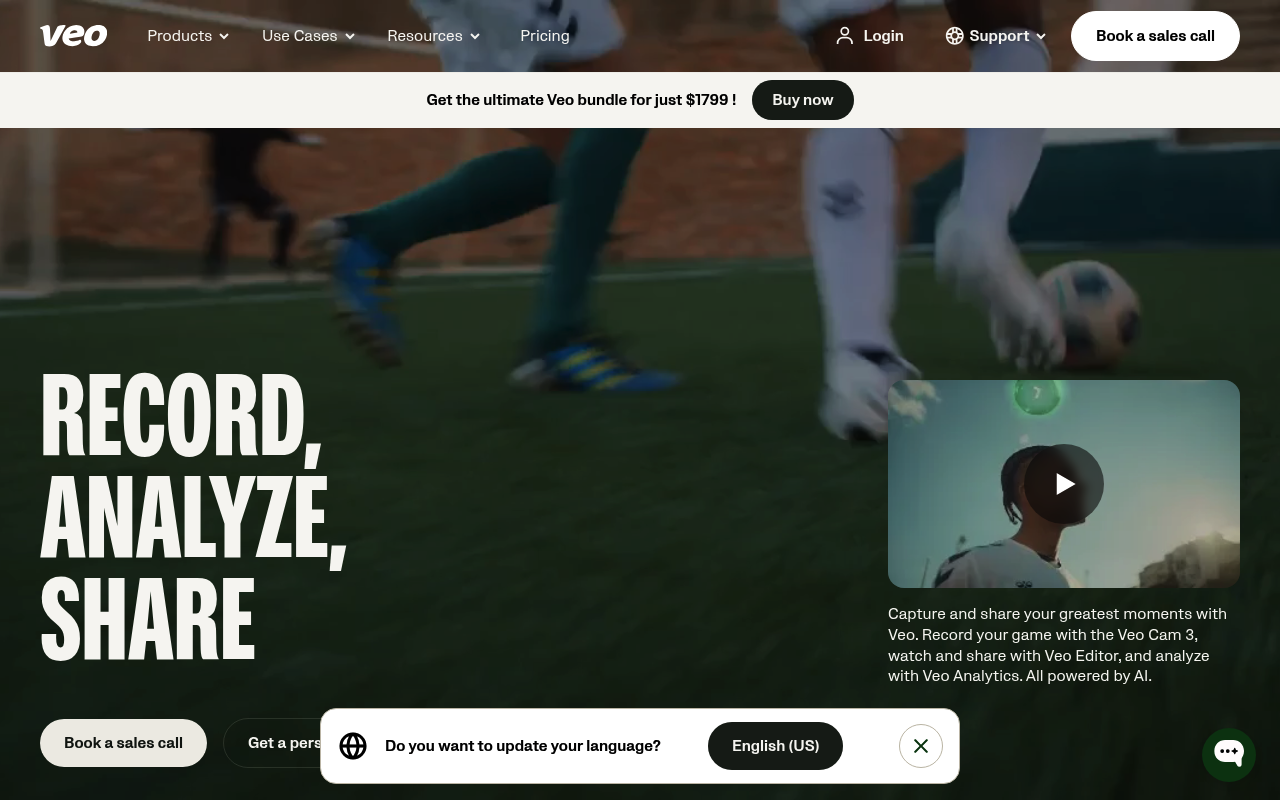 veo
Products
Use Cases
Resources
Pricing
Login
Support
Book a sales call
Get the ultimate Veo bundle for just $1799 !
Buy now
RECORD,
ANALYZE,
SHARE
Capture and share your greatest moments with
Veo. Record your game with the Veo Cam 3,
watch and share with Veo Editor, and analyze
with Veo Analytics. All powered by AI.
Book a sales call
Get a pers
Do you want to update your language?
English (US)